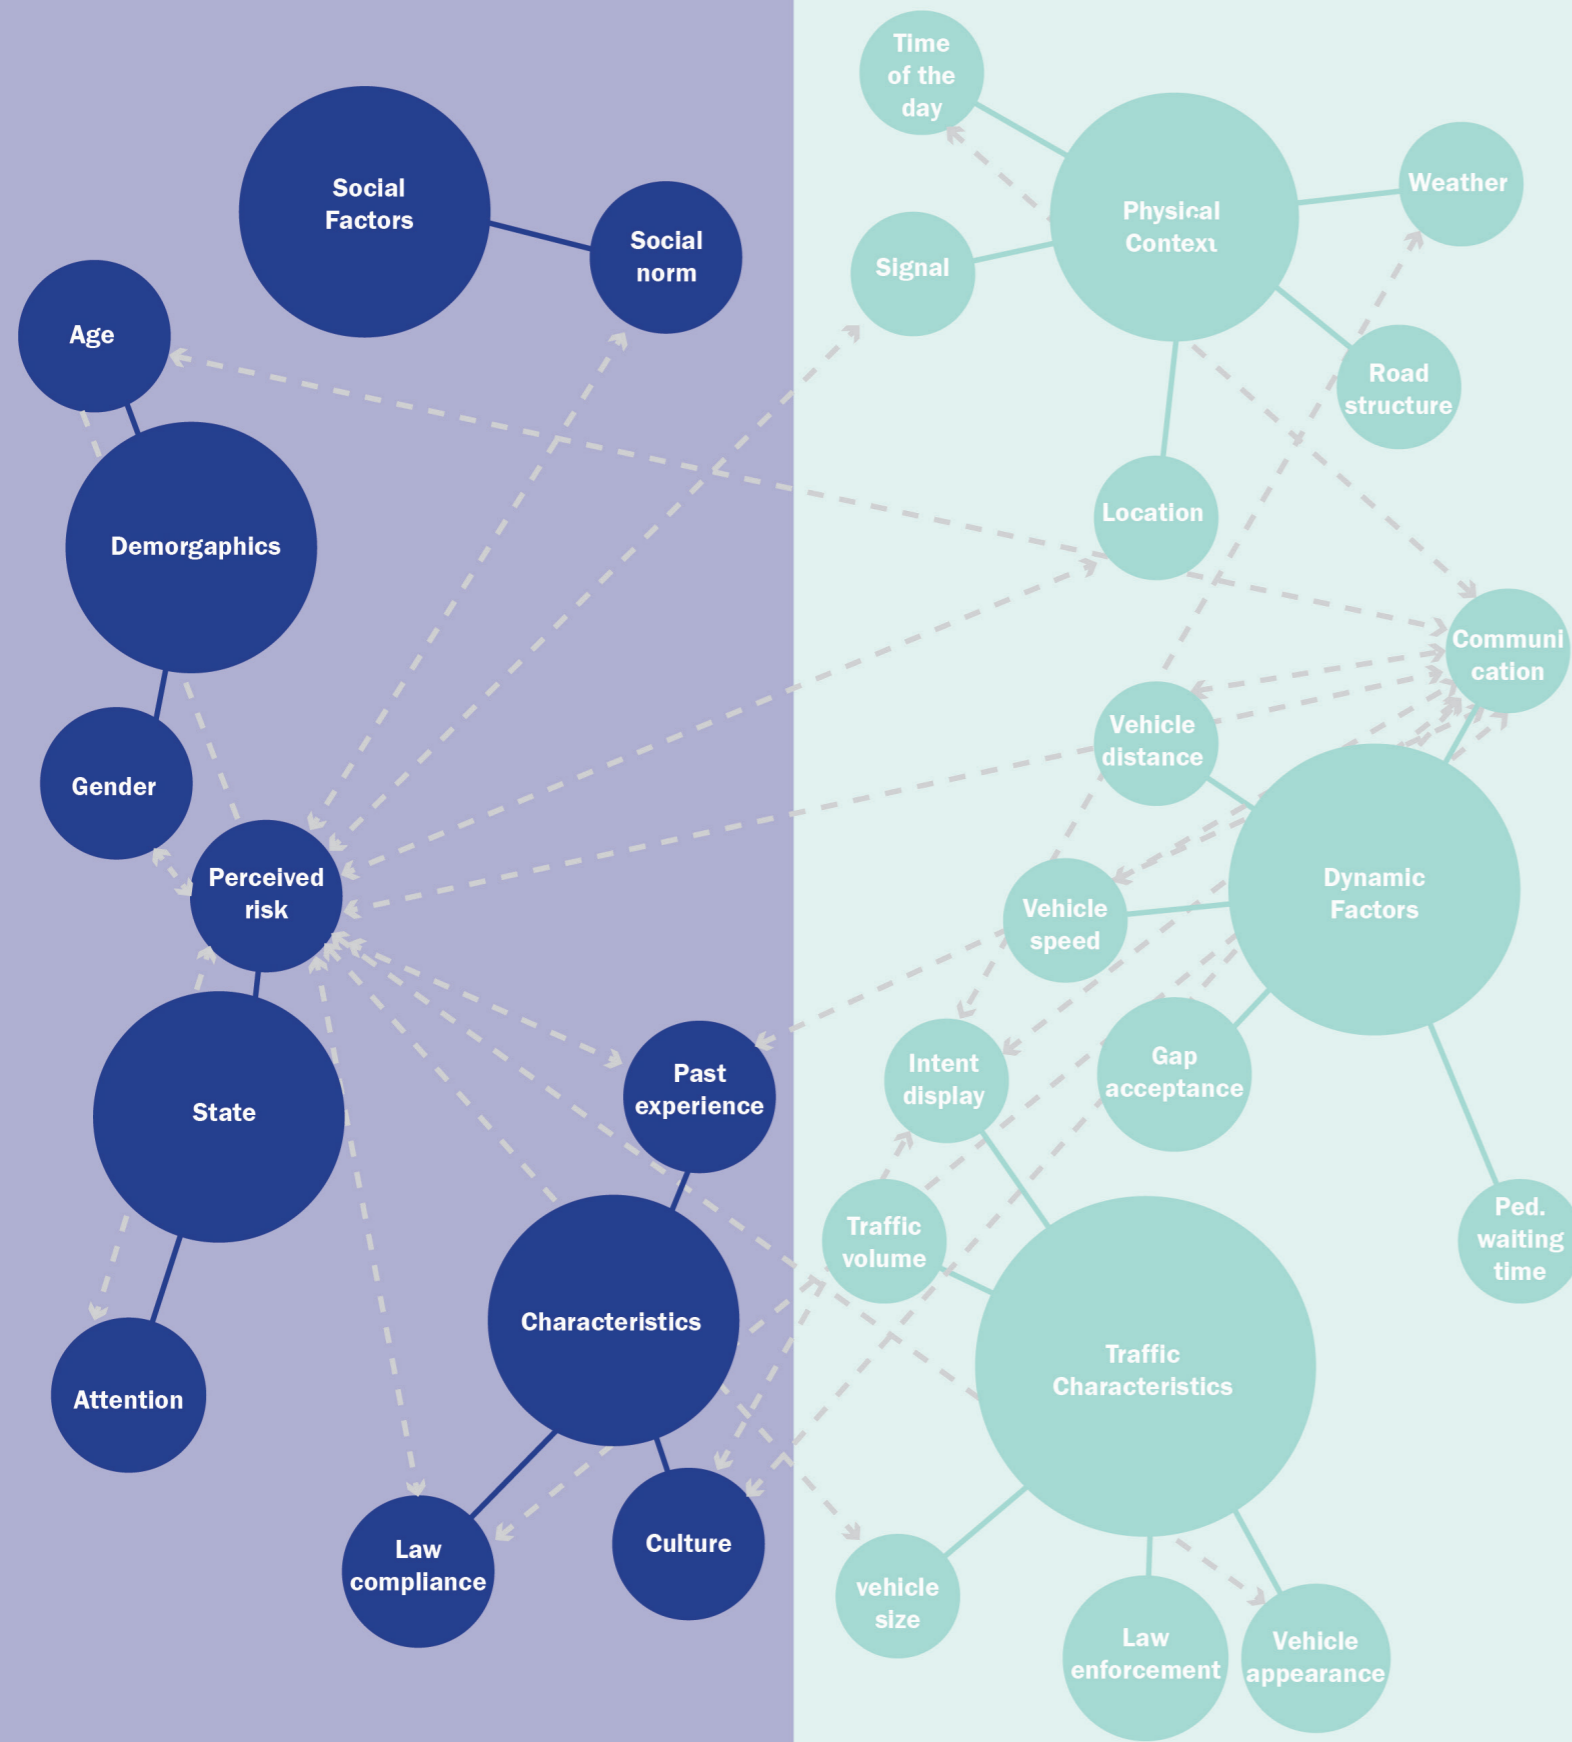 Social
Factors
Social
norm
Age
Demorgaphics
Gender
Perceived
risk
State
Past
experience
Characteristics
Attention
Law
compliance
Culture
Time
of the
day
Physical
Context
Weather
Signal
Road
structure
Location
Communi
cation
Vehicle
distance
Dynamic
Factors
Vehicle
speed
Intent
display
Gap
acceptance
Traffic
volume
Ped.
waiting
time
Traffic
Characteristics
vehicle
size
Law
enforcement
Vehicle
appearance